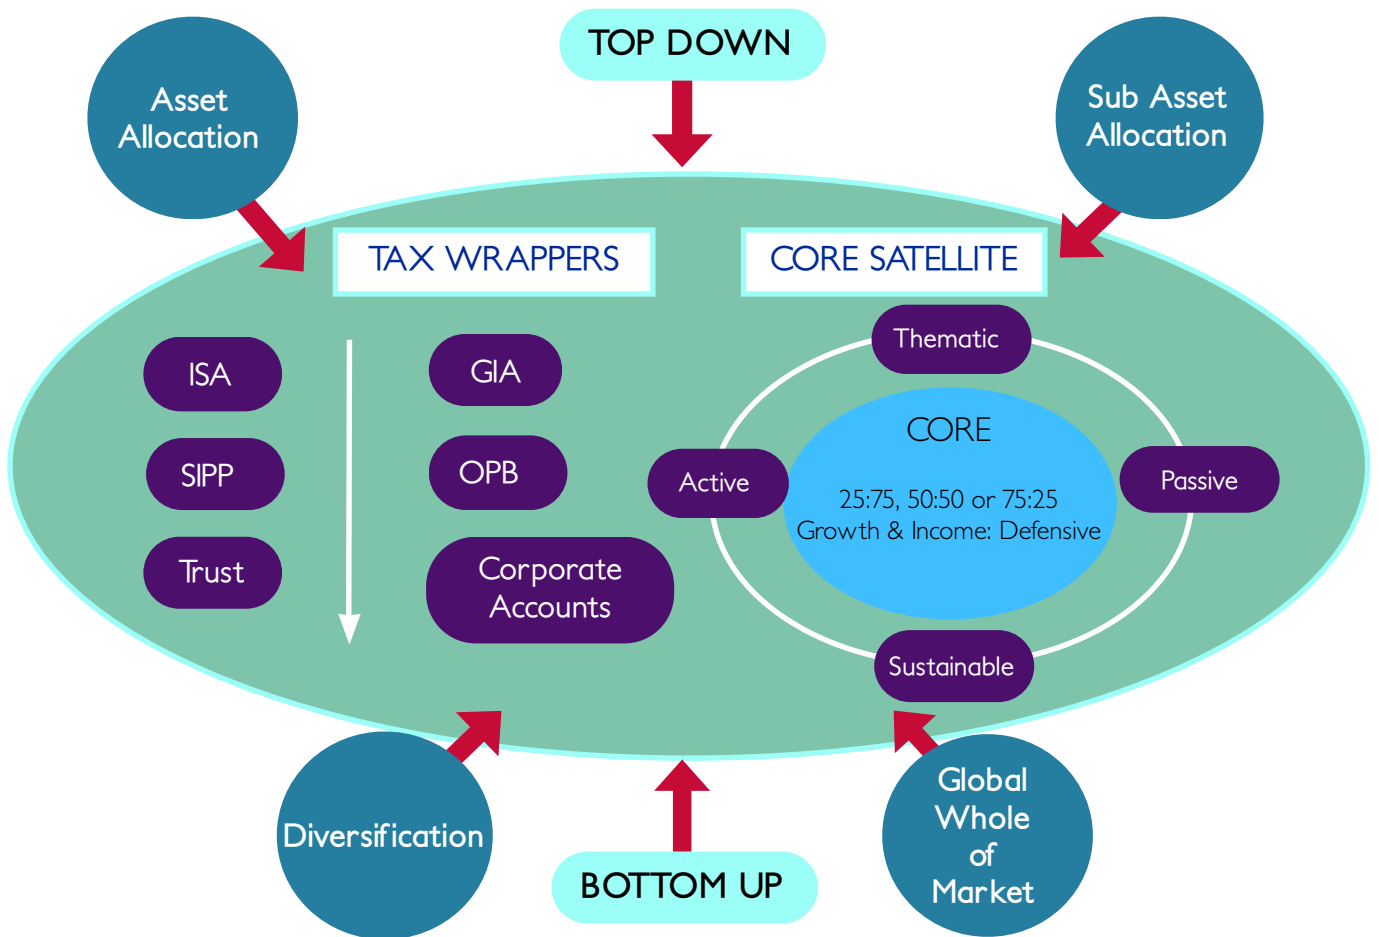 TOP DOWN
Asset
Allocation
Sub Asset
Allocation
TAX WRAPPERS
CORE SATELLITE
ISA
SIPP
Trust
GIA
OPB
Corporate
Accounts
Thematic
Active
CORE
25:75, 50:50 or 75:25
Growth & Income: Defensive
Passive
Sustainable
Diversification
BOTTOM UP
Global
Whole
of
Market